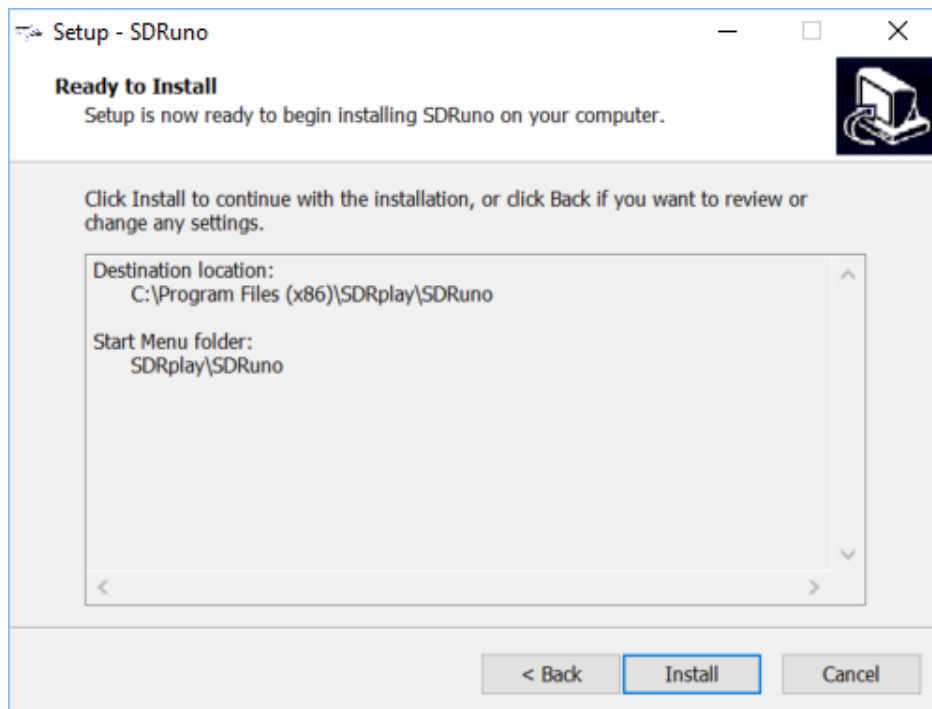 Setup - SDRuno
Ready to Install
Setup is now ready to begin installing SDRuno on your computer.
Click Install to continue with the installation, or click Back if you want to review or
change any settings.
Destination location:
C:\Program Files (x86)\SDRplay\SDRuno
Start Menu folder:
SDRplay\SDRuno
< Back
Install
Cancel